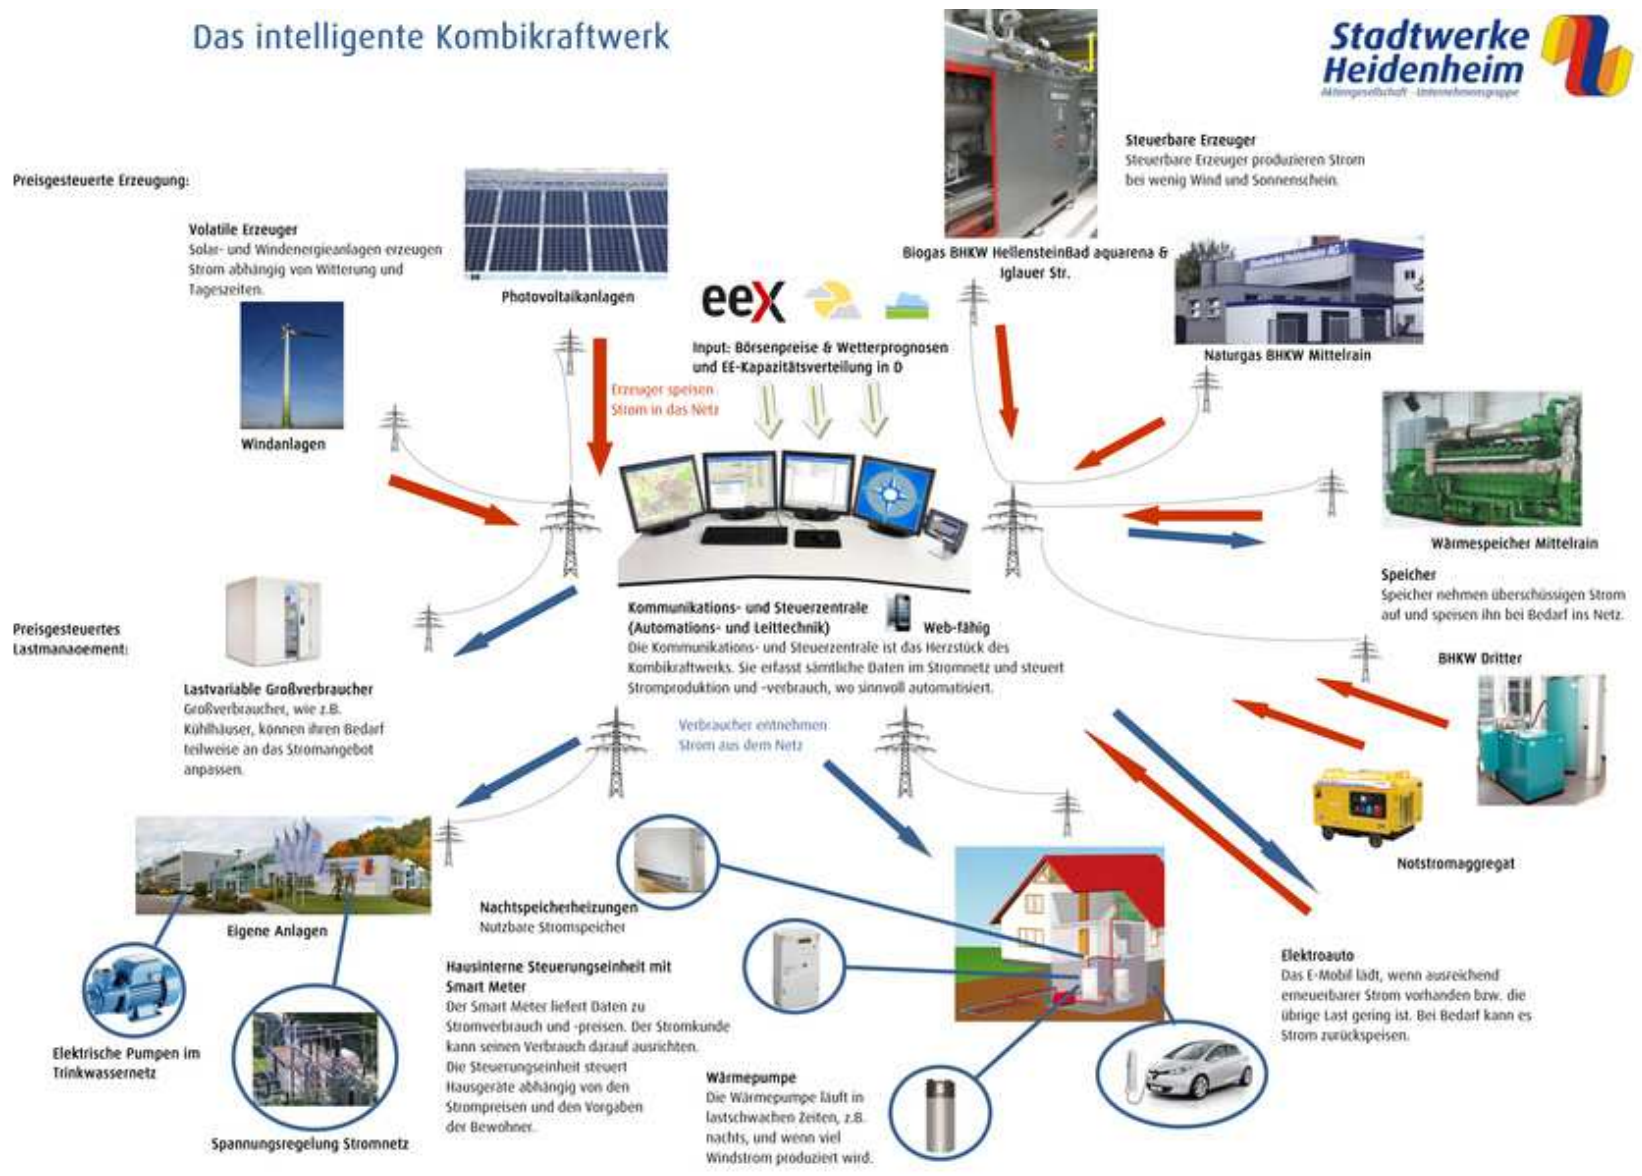 Das intelligente Kombikraftwerk
Stadtwerke
Heidenheim
Aktiengesellschaft - Unternehmensgruppe
Steuerbare Erzeuger
Steuerbare Erzeuger produzieren Strom
bei wenig Wind und Sonnenschein.
Preisgesteuerte Erzeugung:
Volatile Erzeuger
Solar- und Windenergieanlagen erzeugen
Strom abhängig von Witterung und
Tageszeiten.
Photovoltaikanlagen
Biogas BHKW HellensteinBad aquarena &
Iglauer Str.
eex
Input: Börsenpreise & Wetterprognosen
und EE-Kapazitätsverteilung in D
Naturgas BHKW Mittelrain
Erzeuger speisen
Strom in das Netz
Windanlagen
Wärmespeicher Mittelrain
Speicher
Speicher nehmen überschüssigen Strom
auf und speisen ihn bei Bedarf ins Netz.
Kommunikations- und Steuerzentrale
(Automations- und Leittechnik)
Web-fähig
Die Kommunikations- und Steuerzentrale ist das Herzstück des
Kombikraftwerks. Sie erfasst sämtliche Daten im Stromnetz und steuert
Stromproduktion und -verbrauch, wo sinnvoll automatisiert.
Preisgesteuertes
Lastmanaoement:
BHKW Dritter
Lastvariable Großverbraucher
Großverbraucher, wie z.B.
Kühlhäuser, können ihren Bedarf
teilweise an das Stromangebot
anpassen.
Verbraucher entnehmen
Strom aus dem Netz
Notstromaggregat
Eigene Anlagen
Nachtspeicherheizungen
Nutzbare Stromspeicher
Hausinterne Steuerungseinheit mit
Smart Meter
Der Smart Meter liefert Daten zu
Stromverbrauch und -preisen. Der Stromkunde
kann seinen Verbrauch darauf ausrichten.
Die Steuerungseinheit steuert
Hausgeräte abhängig von den
Strompreisen und den Vorgaben
der Bewohner.
Elektroauto
Das E-Mobil lädt, wenn ausreichend
erneuerbarer Strom vorhanden bzw. die
übrige Last gering ist. Bei Bedarf kann es
Strom zurückspeisen.
Elektrische Pumpen im
Trinkwassernetz
Spannungsregelung Stromnetz
Wärmepumpe
Die Wärmepumpe läuft in
lastschwachen Zeiten, z.B.
nachts, und wenn viel
Windstrom produziert wird.